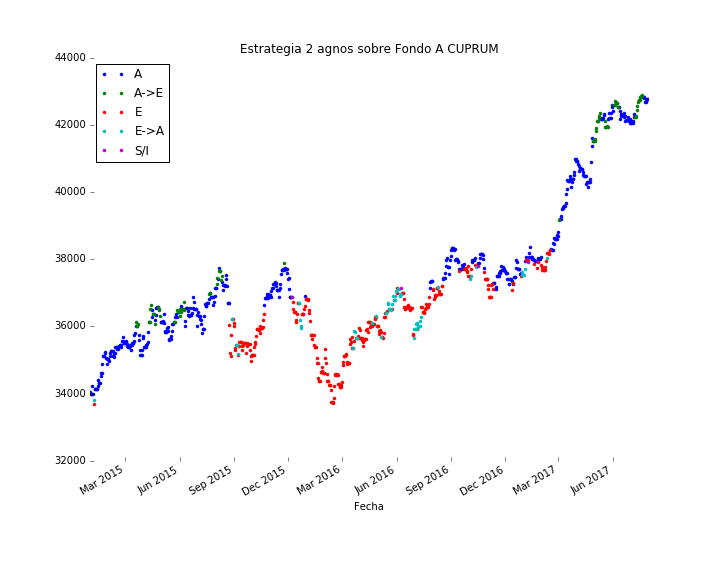 Estrategia 2 agnos sobre Fondo A CUPRUM
44000
42000
40000
38000
36000
34000
32000
A
A->E
E
E->A
S/I
Mar 2015
Jun 2015
Sep 2015
Dec 2015
Mar 2016
Jun 2016
Sep 2016
Dec 2016
Mar 2017
Jun 2017
Fecha